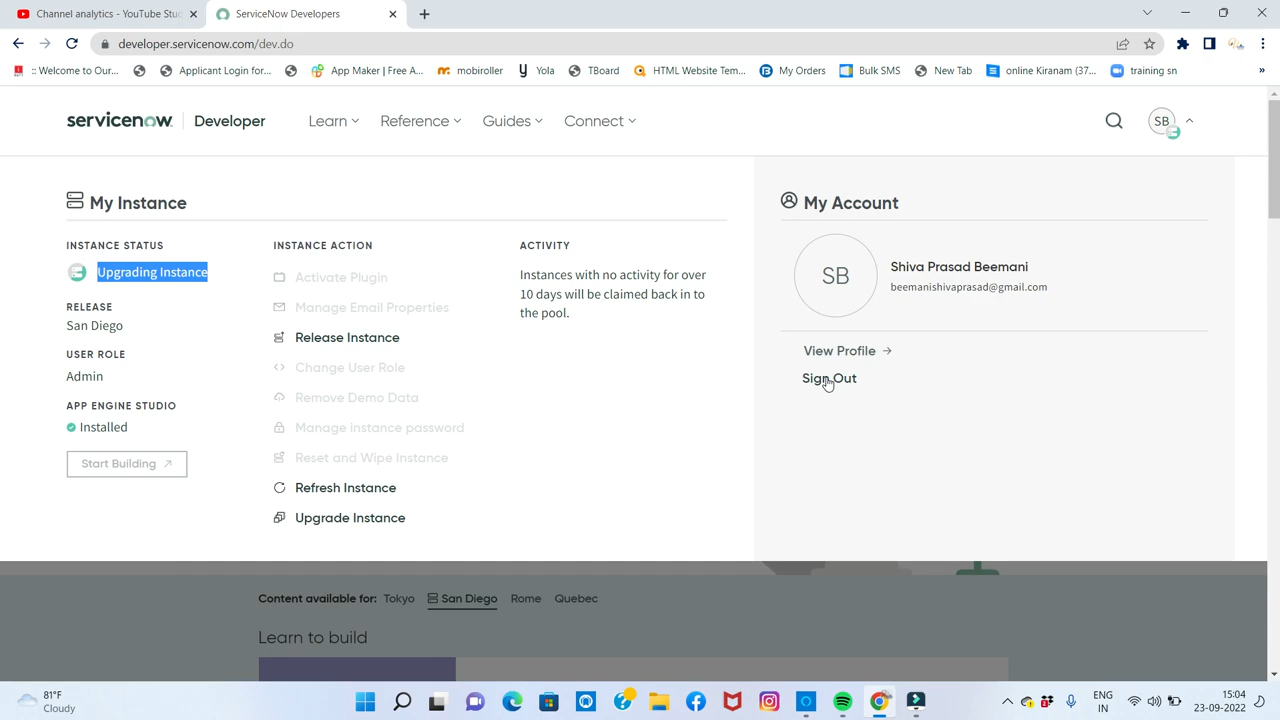 Channel analytics - YouTube Stu
ServiceNow Developers
developer.servicenow.com/dev.do
:: Welcome to Our...
Applicant Login for...
App Maker | Free A...
mobiroller
Yola
TBoard
HTML Website Tem...
My Orders
Bulk SMS
New Tab
online Kiranam (37...
training sn
»
servicenow
Developer
Learn
Reference
Guides
Connect
SB
My Instance
INSTANCE STATUS
Upgrading Instance
RELEASE
San Diego
USER ROLE
Admin
APP ENGINE STUDIO
Installed
Start Building
INSTANCE ACTION
Activate Plugin
Manage Email Properties
Release Instance
Change User Role
Remove Demo Data
Manage instance password
Reset and Wipe Instance
Refresh Instance
Upgrade Instance
ACTIVITY
Instances with no activity for over
10 days will be claimed back in to
the pool.
My Account
SB
Shiva Prasad Beemani
beemanishivaprasad@gmail.com
View Profile →
Sign Out
Content available for: Tokyo San Diego Rome Quebec
Learn to build
81°F
Cloudy
ENG
IN
15:04
23-09-2022